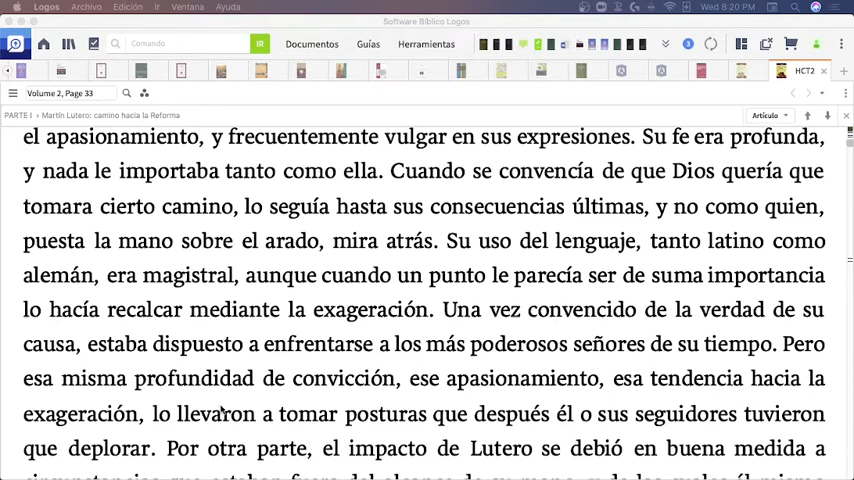 Logos Archivo Edición Ir Ventana Ayuda Wed 8:20 PM
Software Bíblico Logos
Comando IR Documentos Guías Herramientas 3
HCT2
Volume 2, Page 33
PARTE I › Martín Lutero: camino hacia la Reforma Artículo
el apasionamiento, y frecuentemente vulgar en sus expresiones. Su fe era profunda,
y nada le importaba tanto como ella. Cuando se convencía de que Dios quería que
tomara cierto camino, lo seguía hasta sus consecuencias últimas, y no como quien,
puesta la mano sobre el arado, mira atrás. Su uso del lenguaje, tanto latino como
alemán, era magistral, aunque cuando un punto le parecía ser de suma importancia
lo hacía recalcar mediante la exageración. Una vez convencido de la verdad de su
causa, estaba dispuesto a enfrentarse a los más poderosos señores de su tiempo. Pero
esa misma profundidad de convicción, ese apasionamiento, esa tendencia hacia la
exageración, lo llevaron a tomar posturas que después él o sus seguidores tuvieron
que deplorar. Por otra parte, el impacto de Lutero se debió en buena medida a